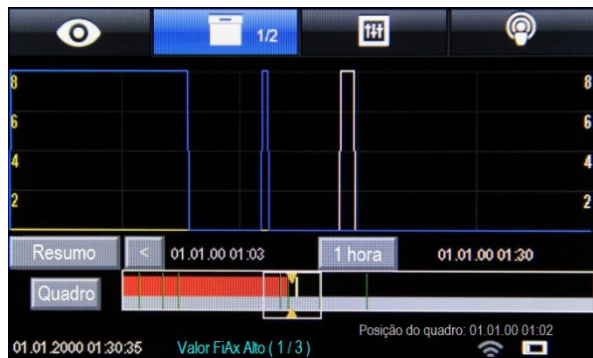 1/2
8 8
6 6
4 4
2 2
Resumo < 01.01.00 01:03 1 hora 01.01.00 01:30
Quadro
Posição do quadro: 01.01.00 01:02
01.01.2000 01:30:35 Valor FiAx Alto ( 1 / 3 )